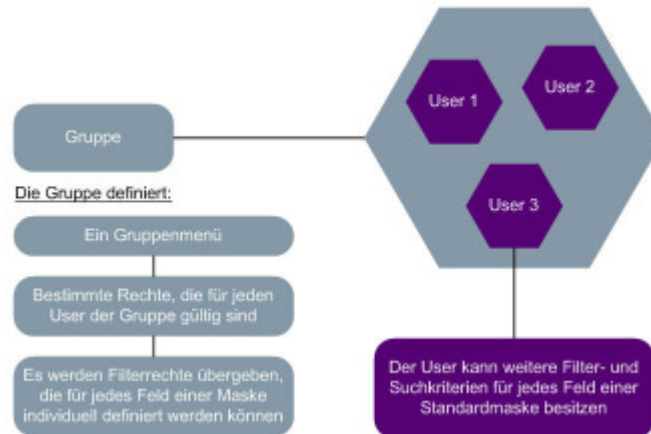 Gruppe
User 1
User 2
User 3
Die Gruppe definiert:
Ein Gruppenmenü
Bestimmte Rechte, die für jeden
User der Gruppe gültig sind
Es werden Filterrechte übergeben,
die für jedes Feld einer Maske
individuell definiert werden können
Der User kann weitere Filter- und
Suchkriterien für jedes Feld einer
Standardmaske besitzen